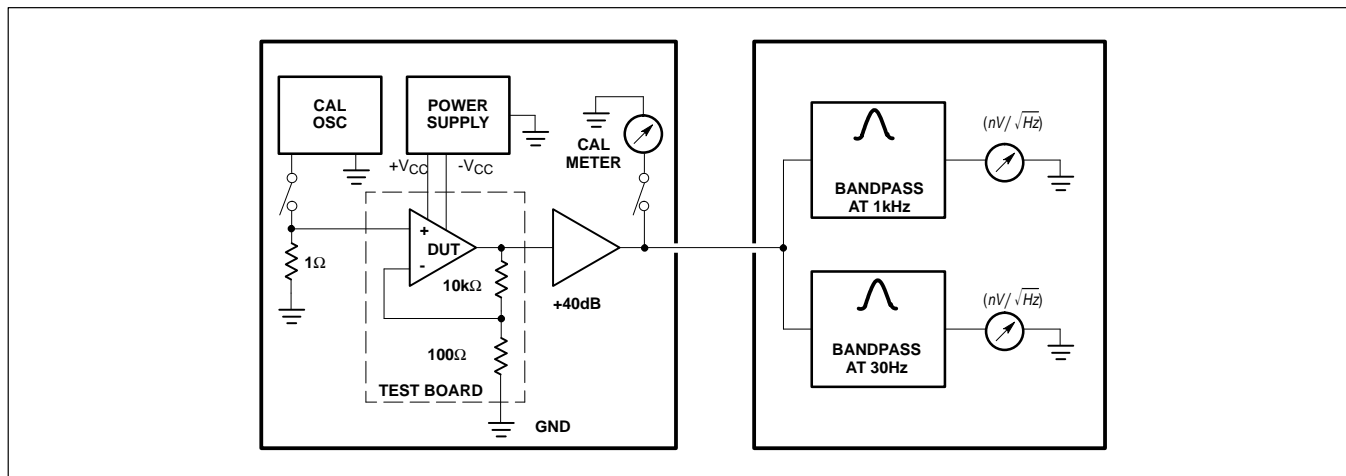 CAL
OSC
POWER
SUPPLY
CAL
METER
+VCC
-VCC
+
DUT
-
1Ω
10kΩ
100Ω
+40dB
TEST BOARD
GND
(nV/√Hz)
BANDPASS
AT 1kHz
(nV/√Hz)
BANDPASS
AT 30Hz